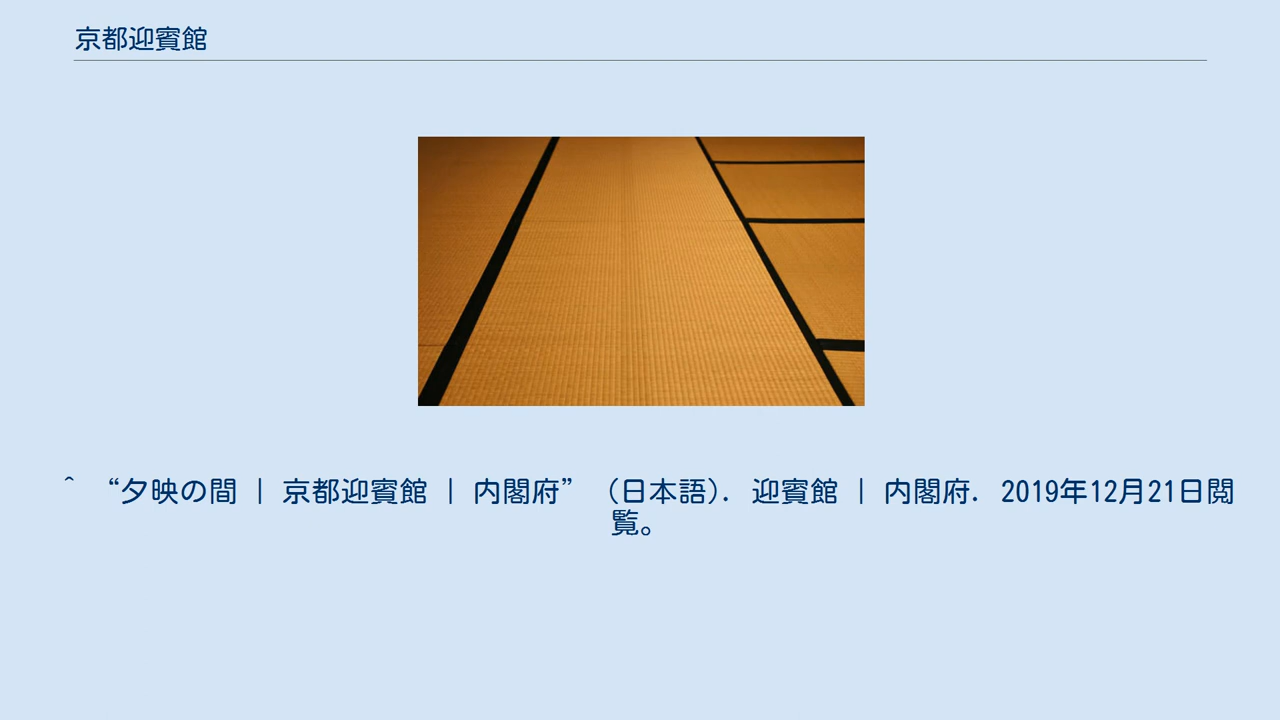 京都迎賓館
^ “夕映の間 | 京都迎賓館 | 内閣府” (日本語). 迎賓館 | 内閣府. 2019年12月21日閲
覧。